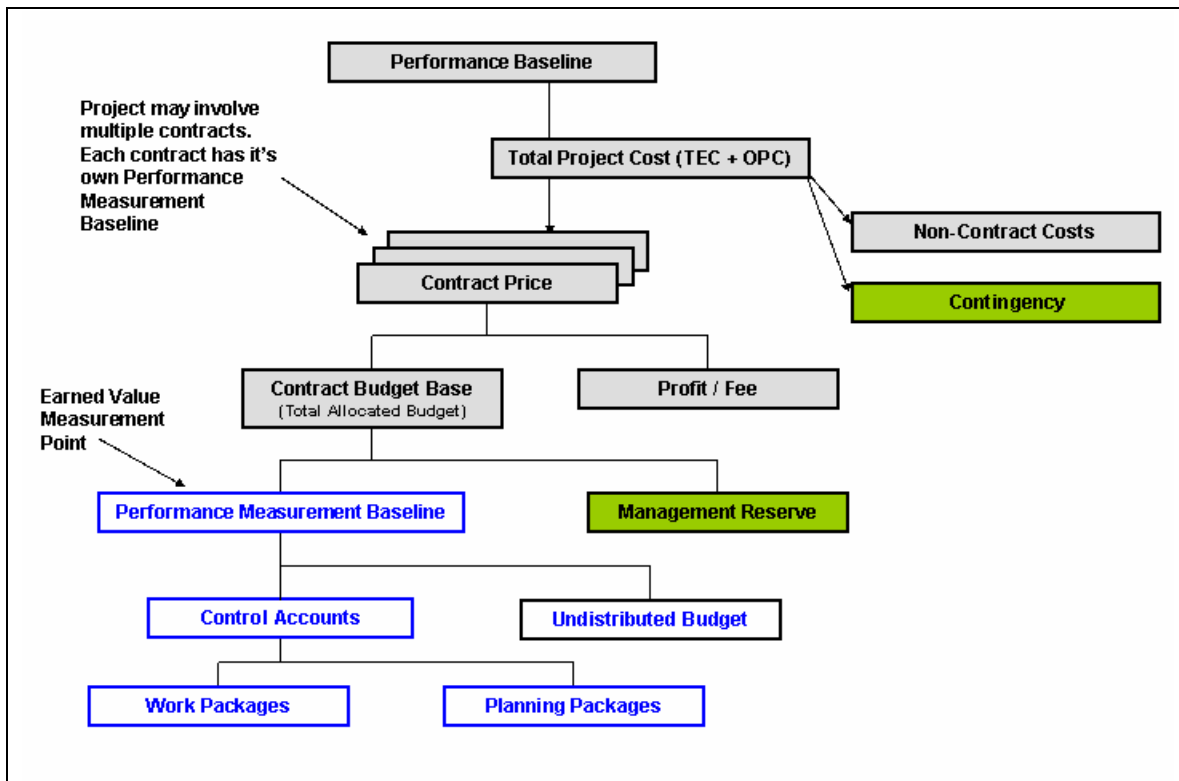 Performance Baseline
Project may involve
multiple contracts.
Each contract has it's
own Performance
Measurement
Baseline
Total Project Cost (TEC + OPC)
Non-Contract Costs
Contract Price
Contingency
Contract Budget Base
(Total Allocated Budget)
Profit / Fee
Earned Value
Measurement
Point
Performance Measurement Baseline
Management Reserve
Control Accounts
Undistributed Budget
Work Packages
Planning Packages